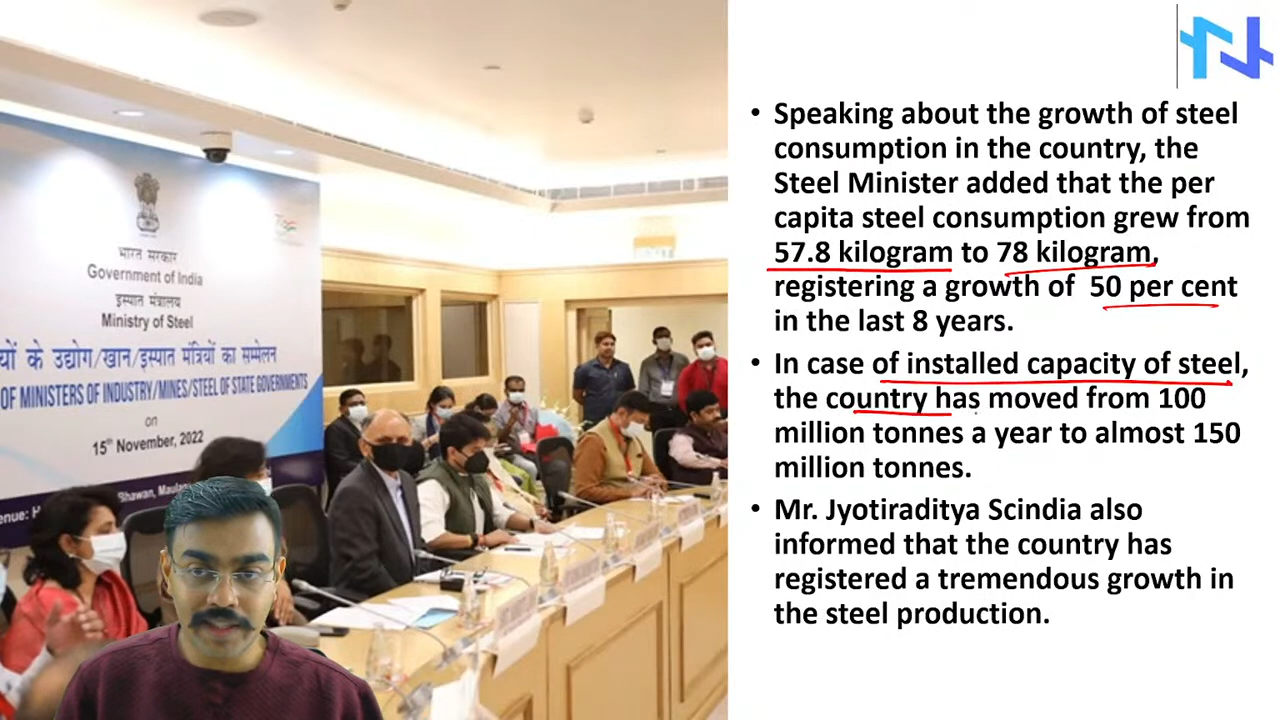 भारत सरकार
Government of India
इस्पात मंत्रालय
Ministry of Steel
यों के उद्योग/खान/इस्पात मंत्रियों का सम्मेलन
OF MINISTERS OF INDUSTRY/MINES/STEEL OF STATE GOVERNMENTS
on
15th November, 2022
Bhawan,
• Speaking about the growth of steel
consumption in the country, the
Steel Minister added that the per
capita steel consumption grew from
57.8 kilogram to 78 kilogram,
registering a growth of 50 per cent
in the last 8 years.
• In case of installed capacity of steel,
the country has moved from 100
million tonnes a year to almost 150
million tonnes.
• Mr. Jyotiraditya Scindia also
informed that the country has
registered a tremendous growth in
the steel production.